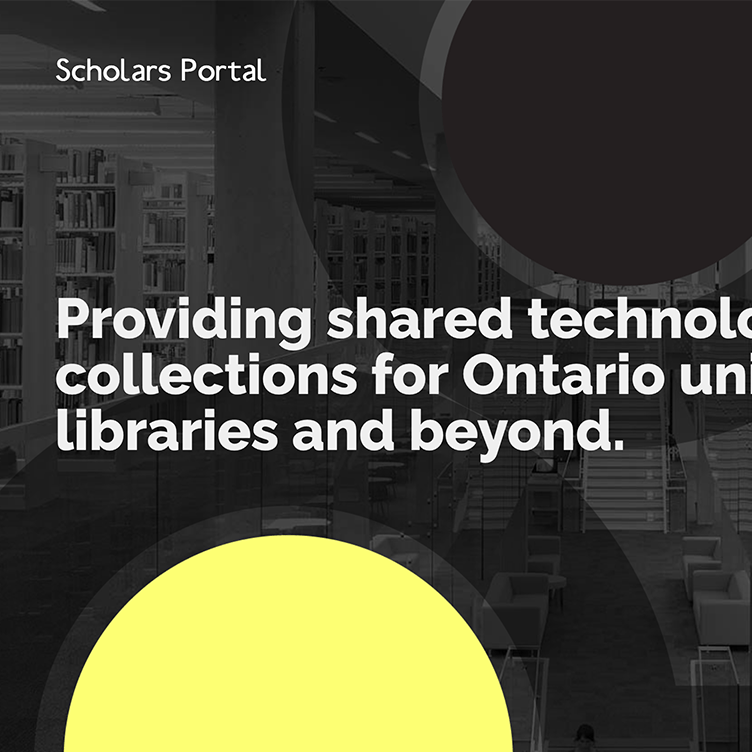 Scholars Portal
Providing shared technolo
collections for Ontario uni
libraries and beyond.